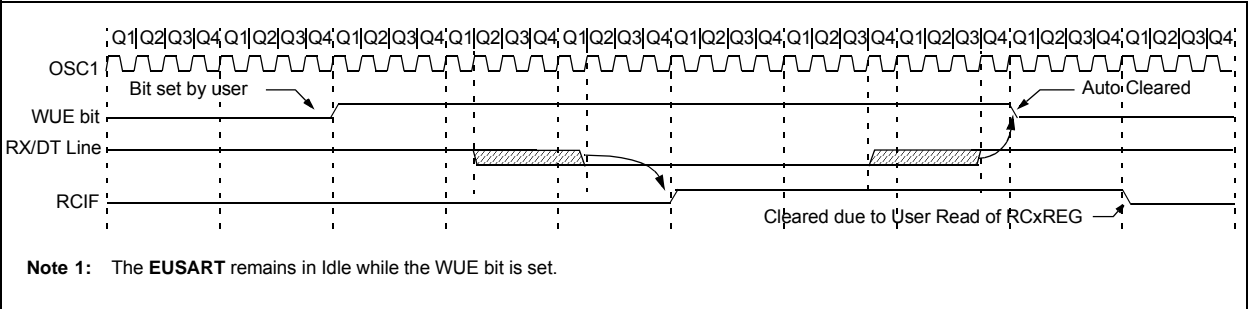 Q1 Q2 Q3 Q4 Q1 Q2 Q3 Q4 Q1 Q2 Q3 Q4 Q1 Q2 Q3 Q4 Q1 Q2 Q3 Q4 Q1 Q2 Q3 Q4 Q1 Q2 Q3 Q4 Q1 Q2 Q3 Q4 Q1 Q2 Q3 Q4 Q1 Q2 Q3 Q4
OSC1
Bit set by user
Auto Cleared
WUE bit
RX/DT Line
RCIF
Cleared due to User Read of RCxREG
Note 1: The EUSART remains in Idle while the WUE bit is set.